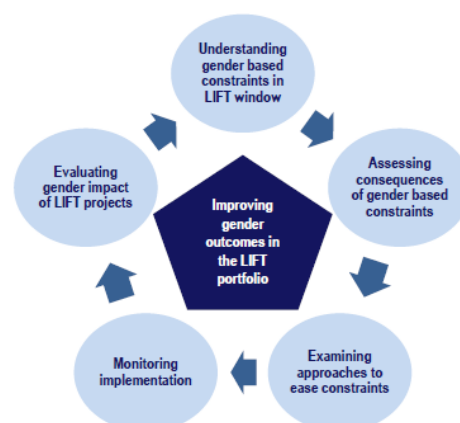 Understanding
gender based
constraints in
LIFT window
Assessing
consequences
of gender based
constraints
Examining
approaches to
ease constraints
Monitoring
implementation
Evaluating
gender impact
of LIFT projects
Improving
gender
outcomes in
the LIFT
portfolio